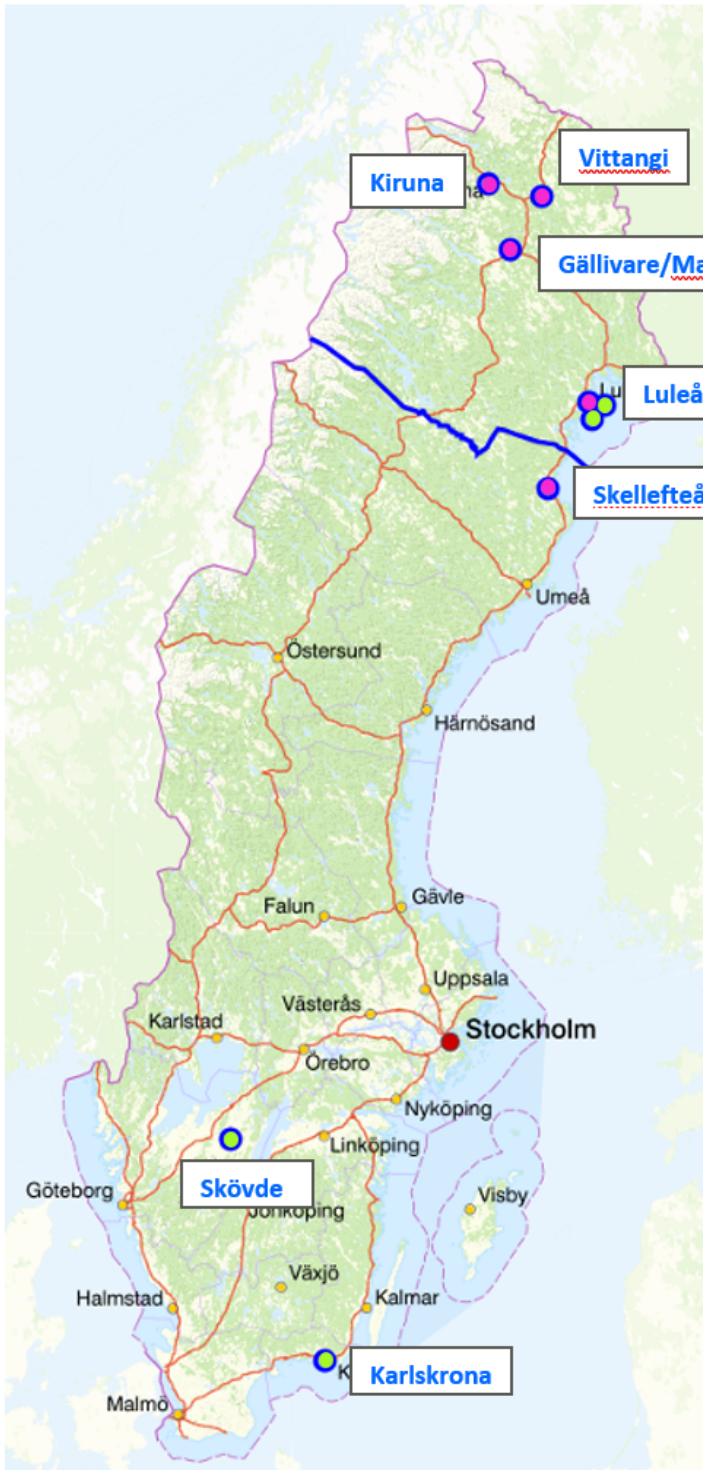 Vittangi
Kiruna
Gällivare/Ma
Luleå
Skellefteå
Umeå
Östersund
Härnösand
Falun
Gävle
Uppsala
Västerås
Karlstad
Stockholm
Örebro
Nyköping
Linköping
Skövde
Göteborg
Visby
Jönköping
Växjö
Halmstad
Kalmar
Karlskrona
Malmö